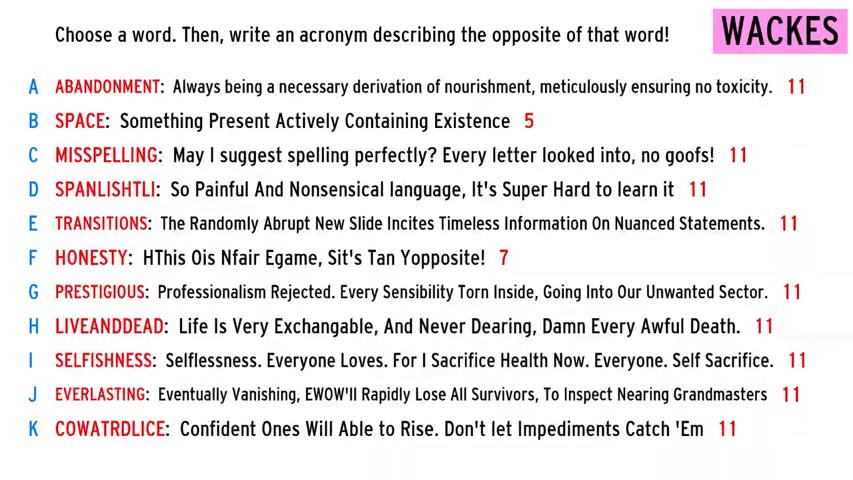 Choose a word. Then, write an acronym describing the opposite of that word!
WACKES
A ABANDONMENT: Always being a necessary derivation of nourishment, meticulously ensuring no toxicity. 11
B SPACE: Something Present Actively Containing Existence 5
C MISSPELLING: May I suggest spelling perfectly? Every letter looked into, no goofs! 11
D SPANLISHTLI: So Painful And Nonsensical language, It's Super Hard to learn it 11
E TRANSITIONS: The Randomly Abrupt New Slide Incites Timeless Information On Nuanced Statements. 11
F HONESTY: HThis Ois Nfair Egame, Sit's Tan Yopposite! 7
G PRESTIGIOUS: Professionalism Rejected. Every Sensibility Torn Inside, Going Into Our Unwanted Sector. 11
H LIVEANDDEAD: Life Is Very Exchangable, And Never Dearing, Damn Every Awful Death. 11
I SELFISHNESS: Selflessness. Everyone Loves. For I Sacrifice Health Now. Everyone. Self Sacrifice. 11
J EVERLASTING: Eventually Vanishing, EWOW'll Rapidly Lose All Survivors, To Inspect Nearing Grandmasters 11
K COWATRDLICE: Confident Ones Will Able to Rise. Don't let Impediments Catch 'Em 11